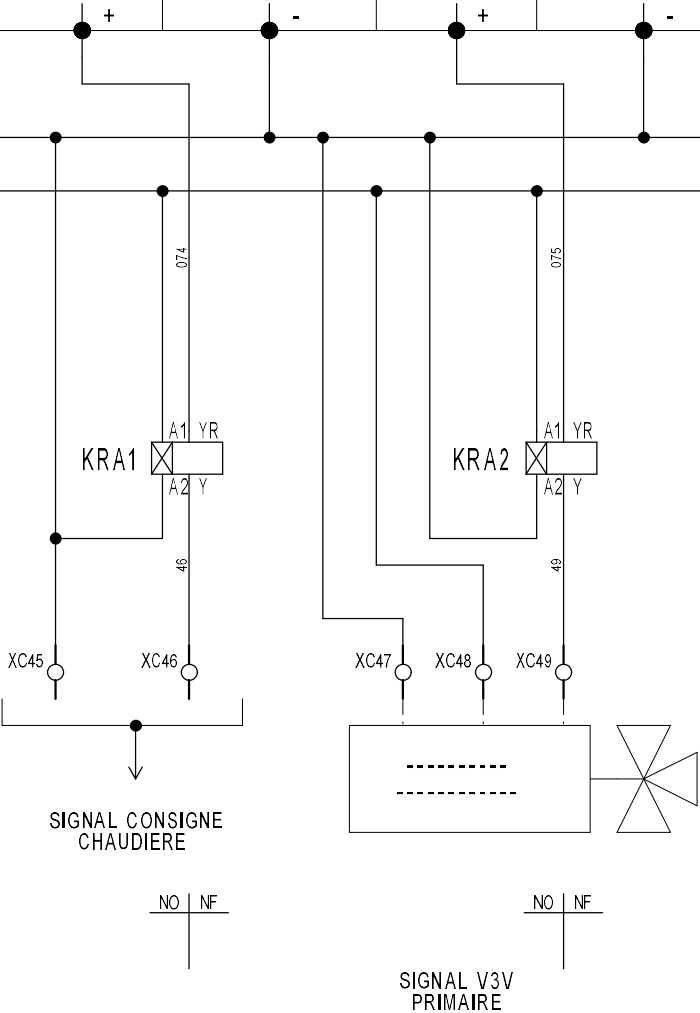 + - + -
074 075
A1 YR A1 YR
KRA1 KRA2
A2 Y A2 Y
46 49
XC45 XC46 XC47 XC48 XC49
SIGNAL CONSIGNE
CHAUDIERE
NO NF NO NF
SIGNAL V3V
PRIMAIRE